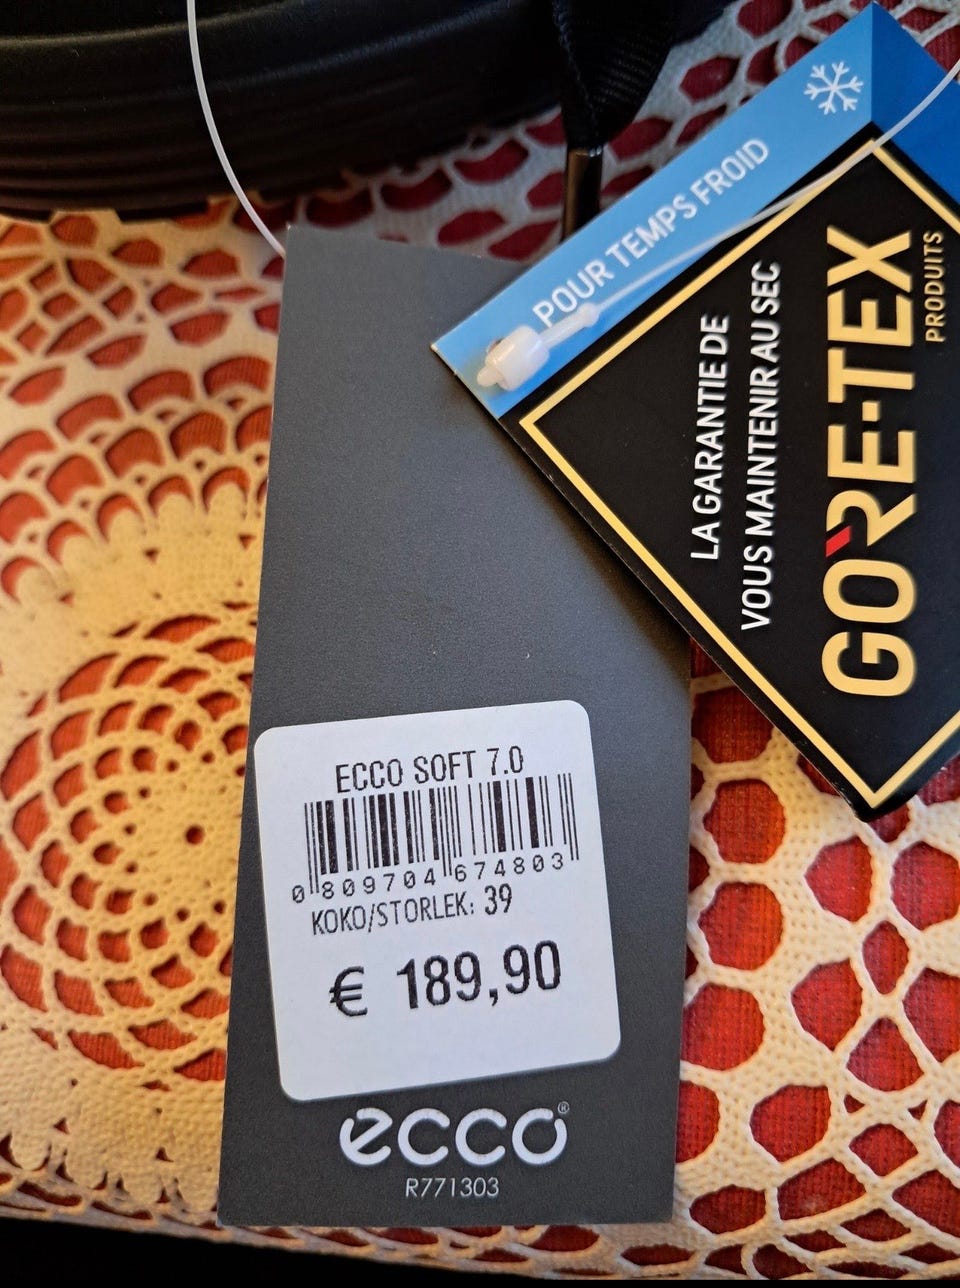 POUR TEMPS FROID
LA GARANTIE DE
VOUS MAINTENIR AU SEC
GORE-TEX
PRODUITS
ECCO SOFT 7.0
0 809704 674803
KOKO/STORLEK: 39
€ 189,90
ecco®
R771303